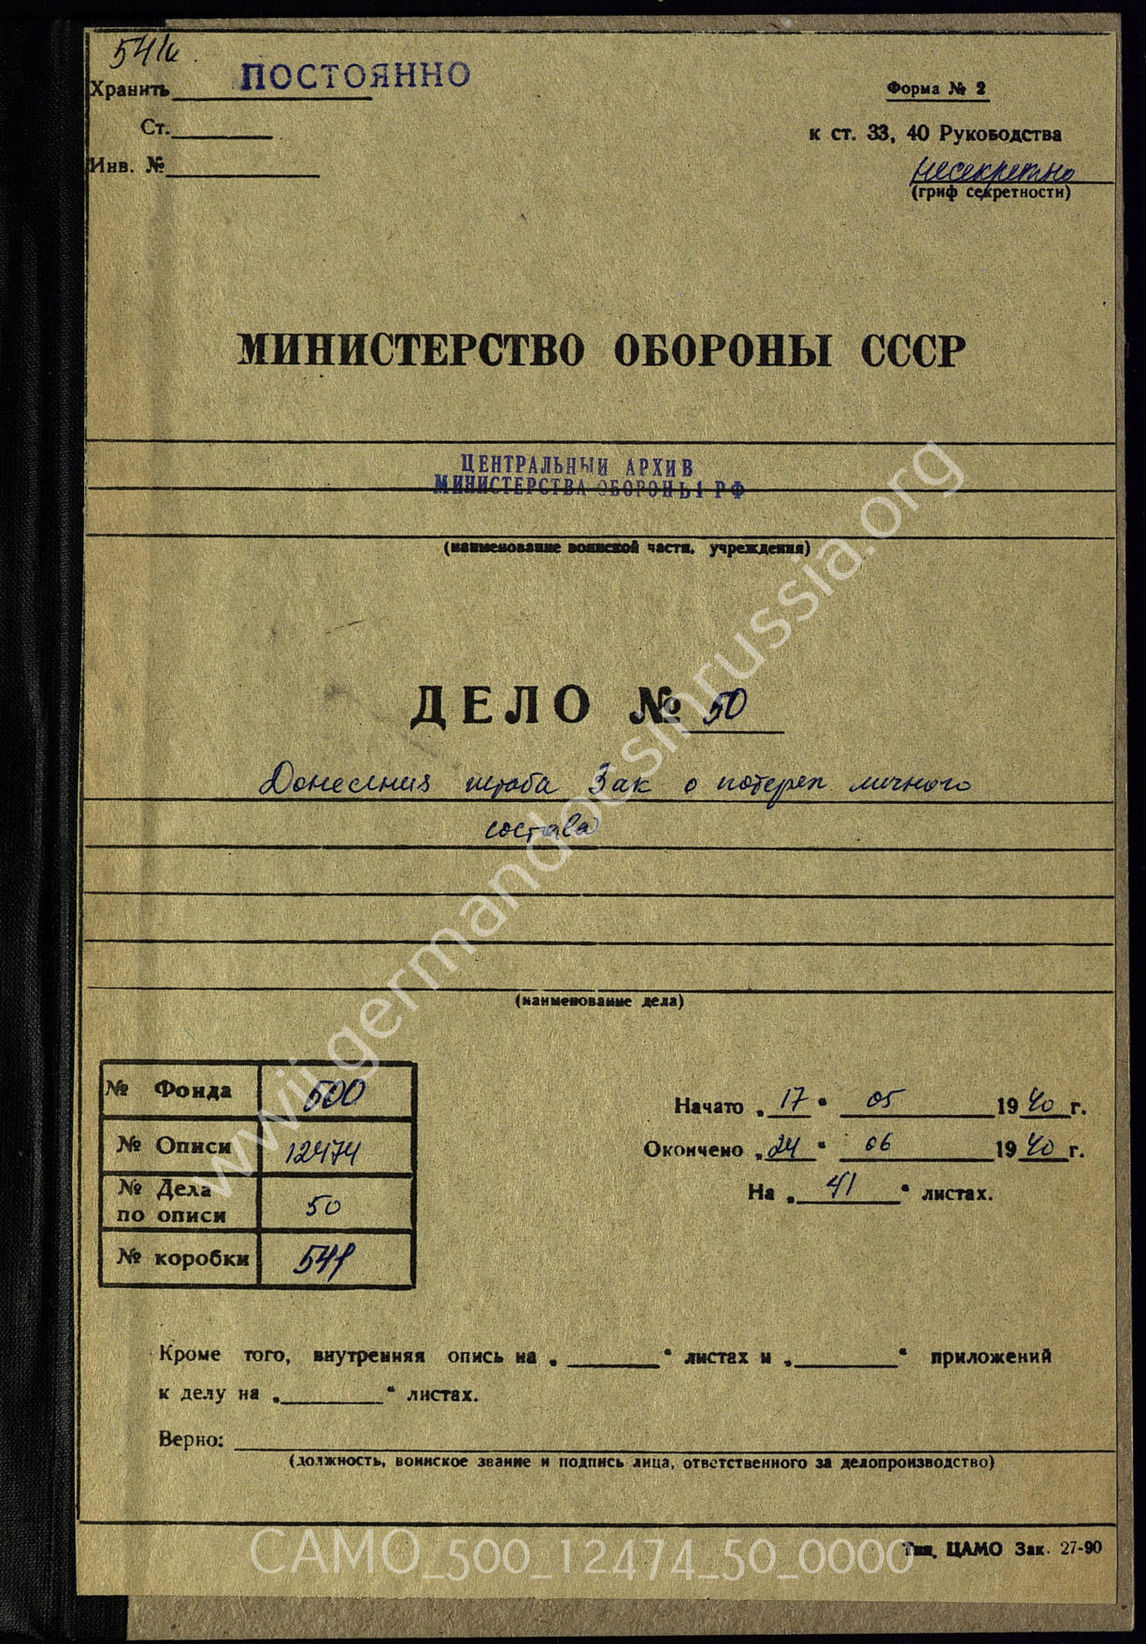 Хранить ПОСТОЯННО
Ст.
Инв. №
Форма № 2
к ст. 33, 40 Руководства
несекретно
(гриф секретности)
МИНИСТЕРСТВО ОБОРОНЫ СССР
ЦЕНТРАЛЬНЫЙ АРХИВ
МИНИСТЕРСТВА ОБОРОНЫ РФ
(наименование воинской части, учреждения)
ДЕЛО № 50
Донесения штаба 3 ак о потерях личного
состава
(наименование дела)
№ Фонда 500
№ Описи 12474
№ Дела
по описи 50
№ коробки 541
Начато „17“ 05 1940 г.
Окончено „24“ 06 1940 г.
На „41“ листах.
Кроме того, внутренняя опись на „ “ листах и „ “ приложений
к делу на „ “ листах.
Верно:
(должность, воинское звание и подпись лица, ответственного за делопроизводство)
Тип. ЦАМО Зак. 27-90
CAMO_500_12474_50_0000
wwii.germandocsinrussia.org